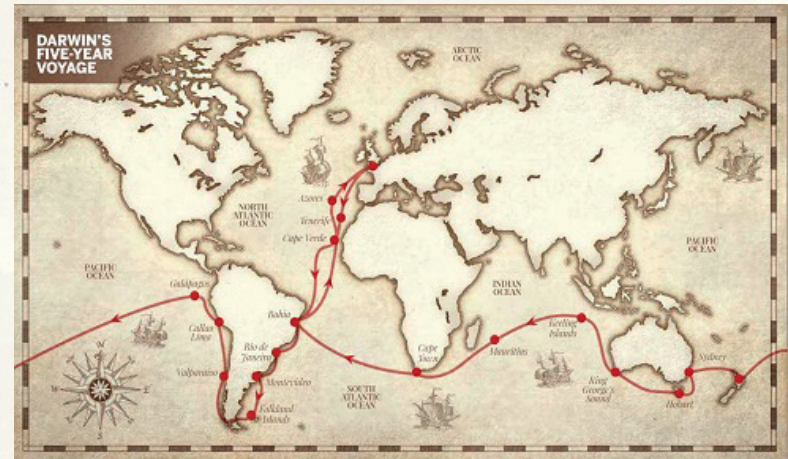 DARWIN'S
FIVE-YEAR
VOYAGE
ARCTIC
OCEAN
NORTH
ATLANTIC
OCEAN
Azores
Tenerife
Cape Verde
PACIFIC
OCEAN
PACIFIC
OCEAN
INDIAN
OCEAN
Galápagos
Bahia
Callao
Lima
Keeling
Islands
Rio de
Janeiro
Cape
Town
Mauritius
Sydney
Valparaiso
Montevideo
SOUTH
ATLANTIC
OCEAN
King
George's
Sound
Hobart
Falkland
Islands
N
W
E
S